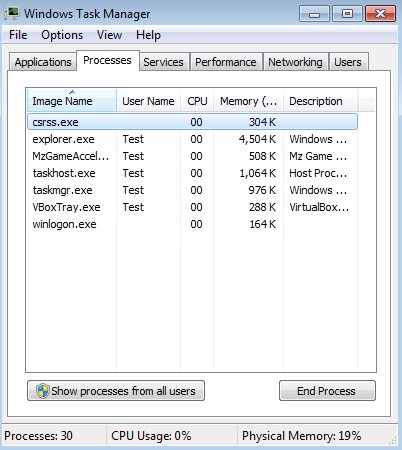 Windows Task Manager
File Options View Help
Applications Processes Services Performance Networking Users
Image Name User Name CPU Memory (... Description
csrss.exe 00 304 K
explorer.exe Test 00 4,504 K Windows ...
MzGameAccel... Test 00 508 K Mz Game ...
taskhost.exe Test 00 1,064 K Host Proc...
taskmgr.exe Test 00 976 K Windows ...
VBoxTray.exe Test 00 288 K VirtualBox...
winlogon.exe 00 164 K
Show processes from all users End Process
Processes: 30 CPU Usage: 0% Physical Memory: 19%